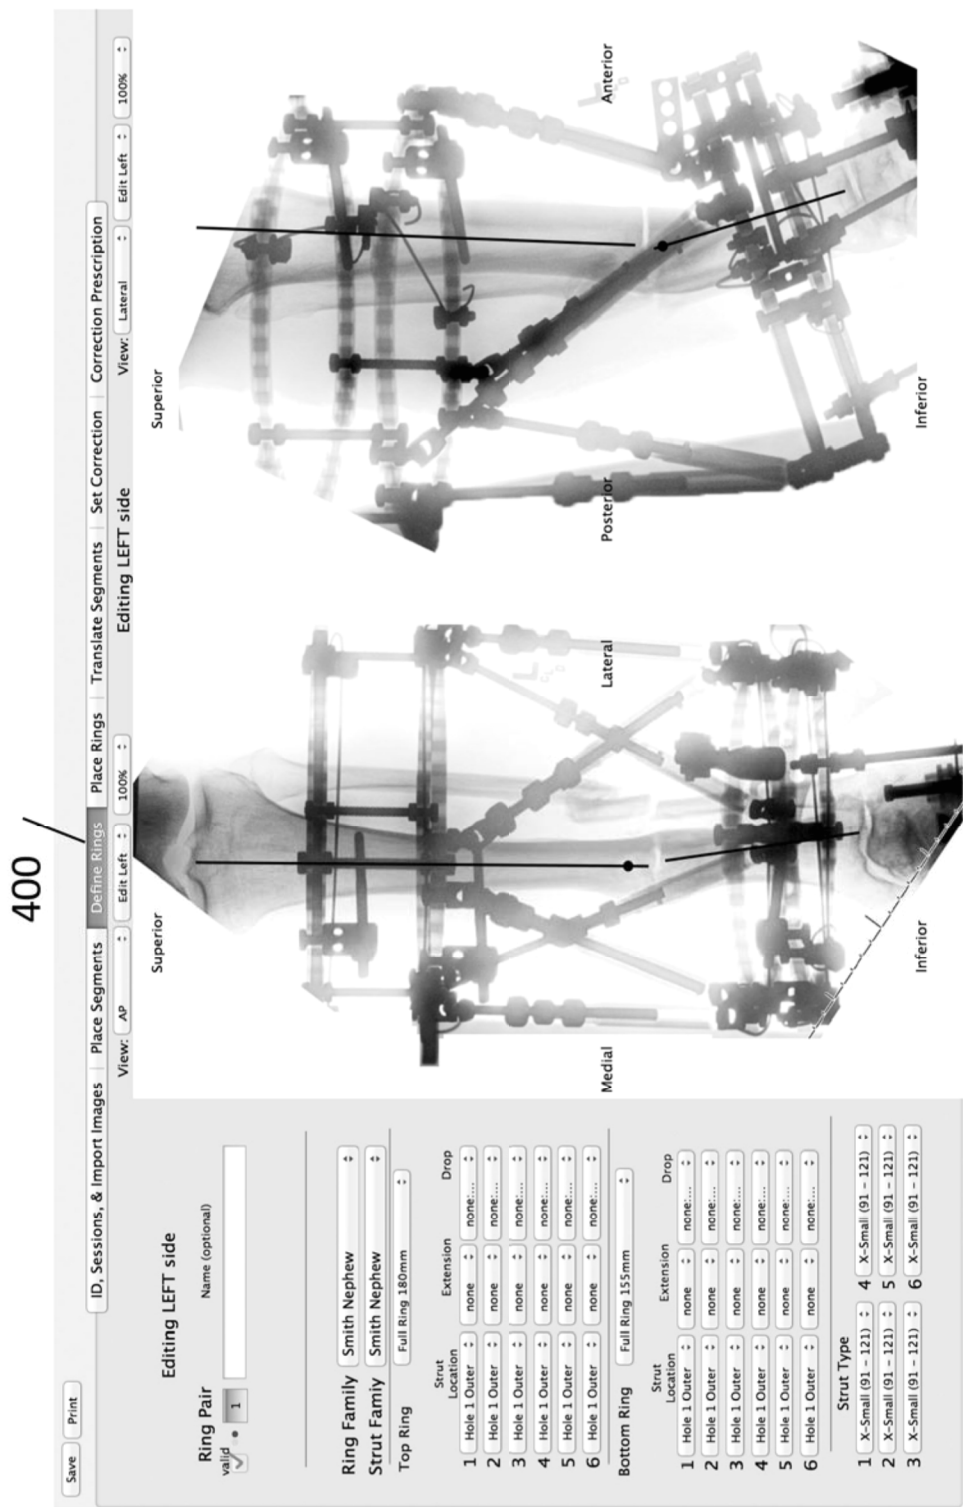 400
Save Print
ID, Sessions, & Import Images Place Segments Define Rings Place Rings Translate Segments Set Correction Correction Prescription
Editing LEFT side
View: AP Edit Left 100%
View: Lateral Edit Left 100%
Editing LEFT side
Ring Pair
Name (optional)
valid
1
Ring Family Smith Nephew
Strut Famiy Smith Nephew
Top Ring Full Ring 180mm
Strut Location Extension Drop
1 Hole 1 Outer none none:...
2 Hole 1 Outer none none:...
3 Hole 1 Outer none none:...
4 Hole 1 Outer none none:...
5 Hole 1 Outer none none:...
6 Hole 1 Outer none none:...
Bottom Ring Full Ring 155mm
Strut Location Extension Drop
1 Hole 1 Outer none none:...
2 Hole 1 Outer none none:...
3 Hole 1 Outer none none:...
4 Hole 1 Outer none none:...
5 Hole 1 Outer none none:...
6 Hole 1 Outer none none:...
Strut Type
1 X-Small (91 - 121) 4 X-Small (91 - 121)
2 X-Small (91 - 121) 5 X-Small (91 - 121)
3 X-Small (91 - 121) 6 X-Small (91 - 121)
Superior
Medial
Lateral
Inferior
Superior
Posterior
Anterior
Inferior